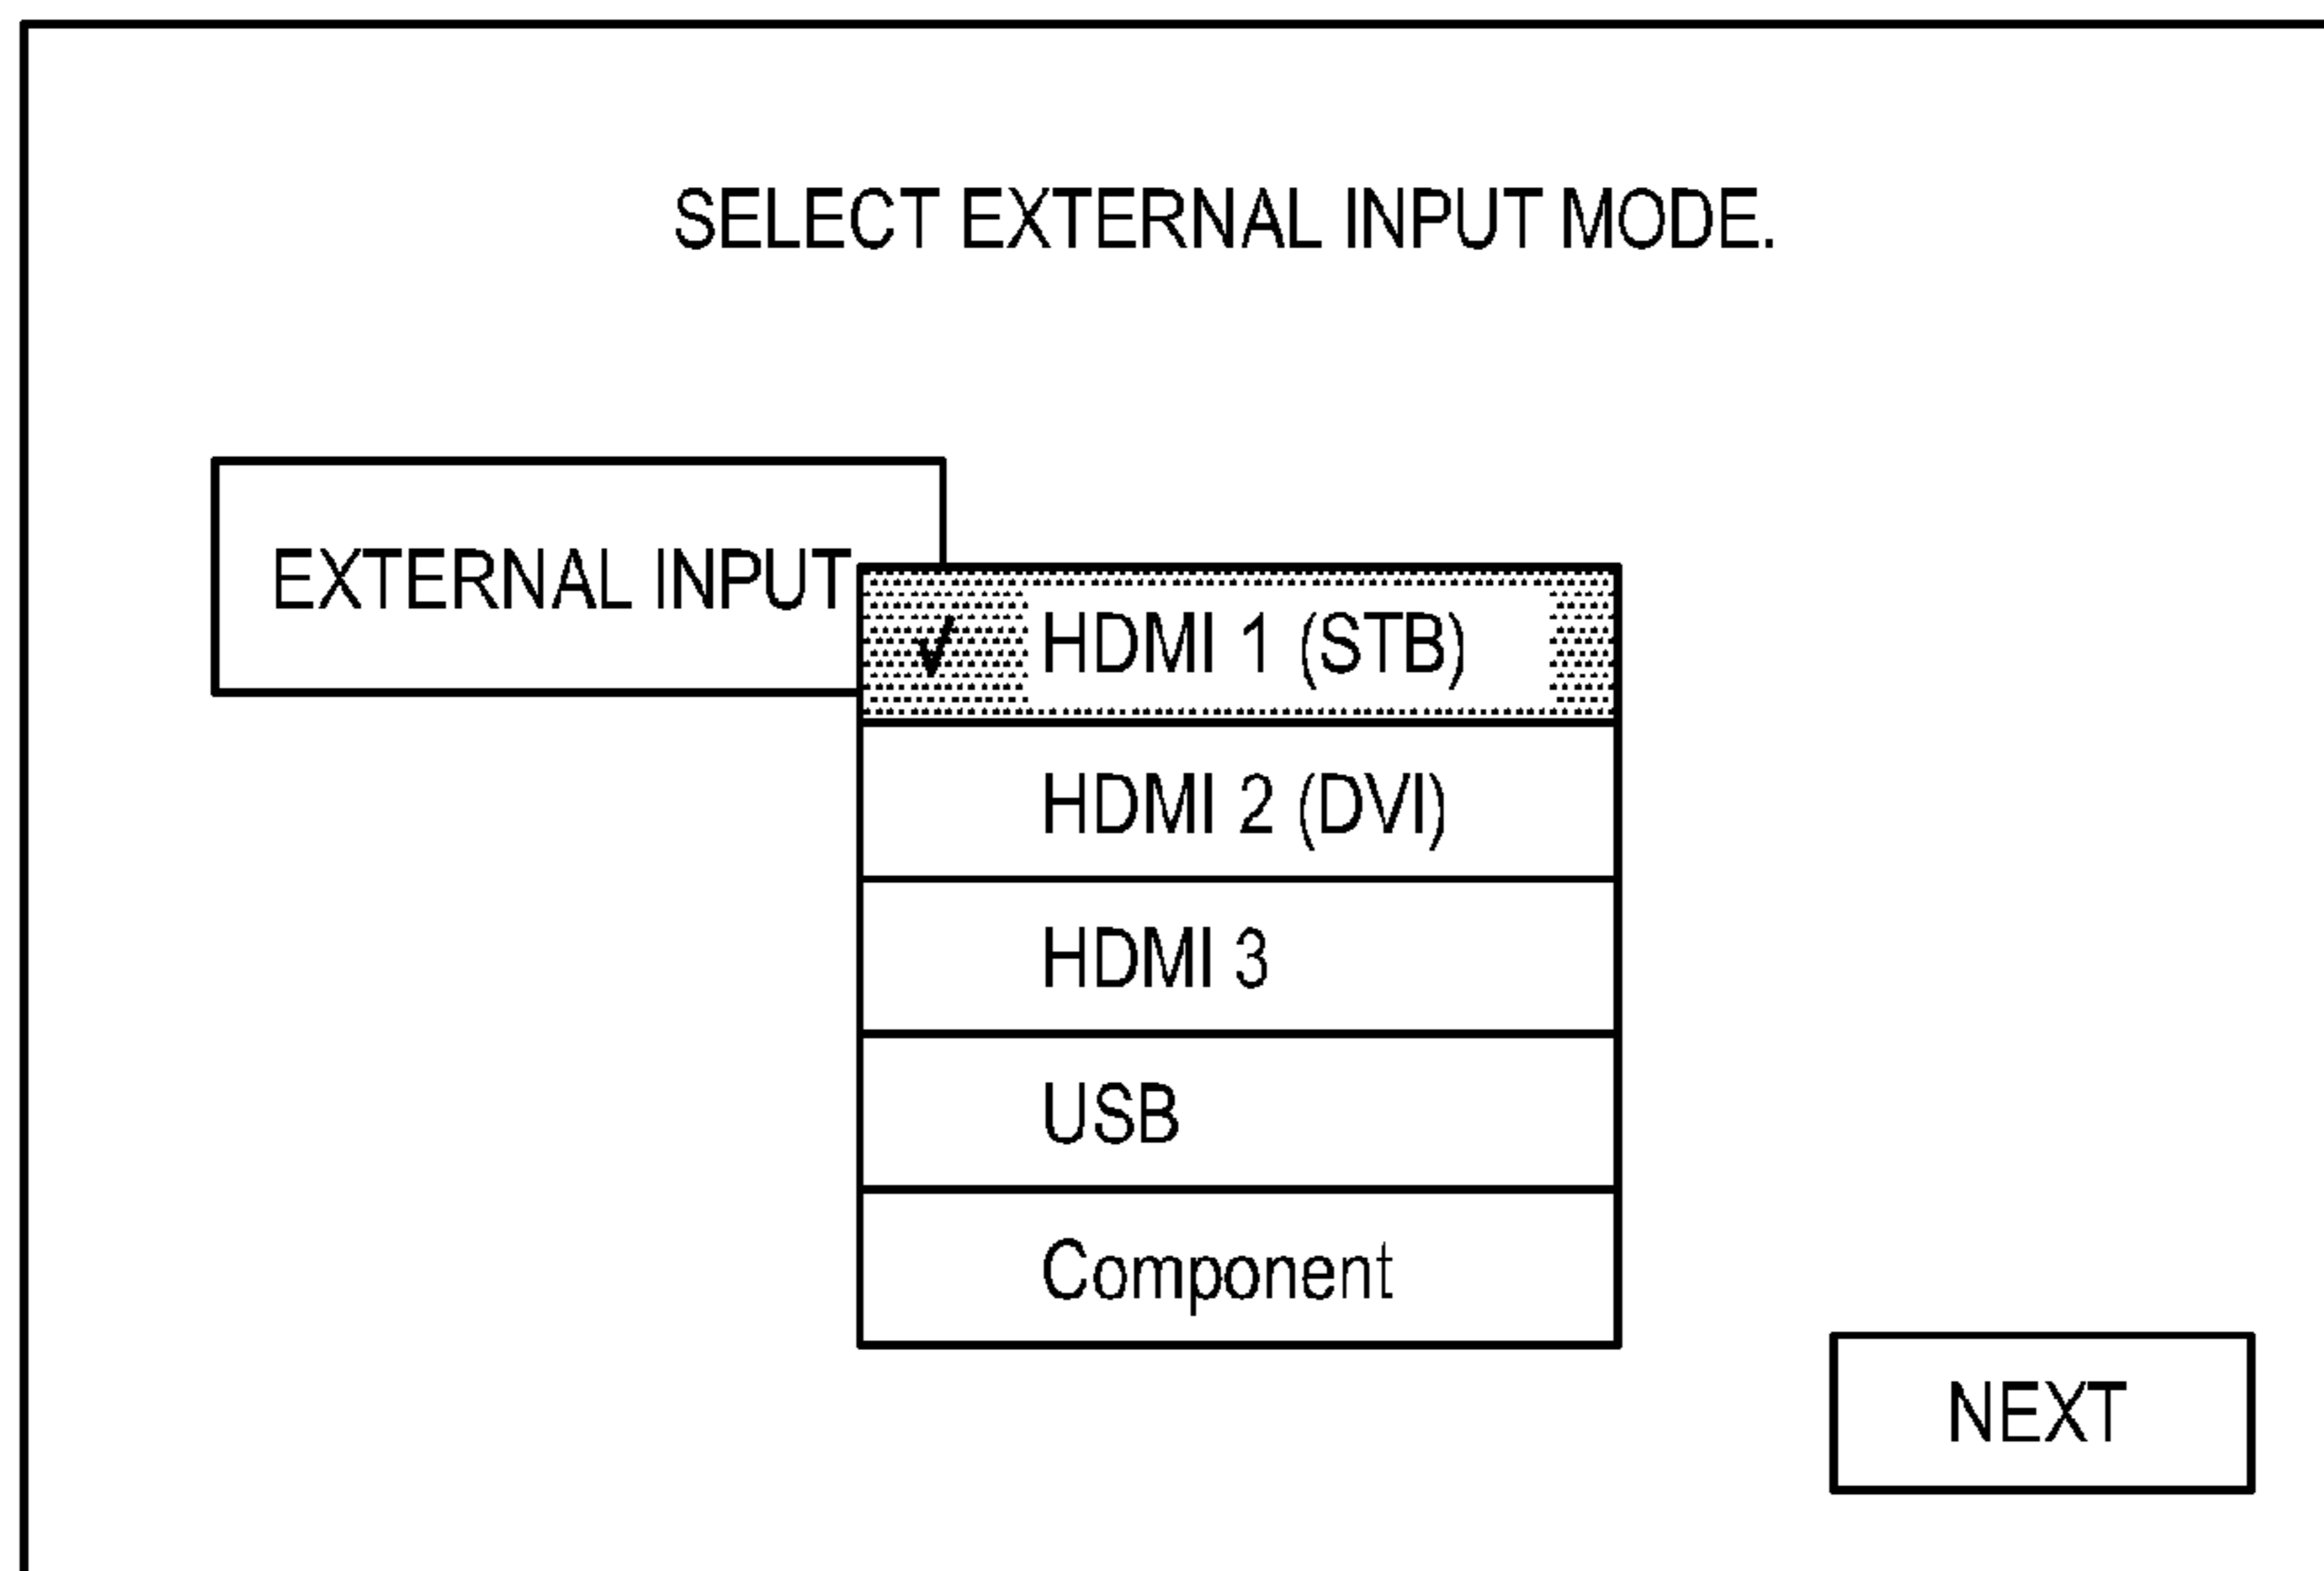 SELECT EXTERNAL INPUT MODE.
EXTERNAL INPUT
HDMI 1 (STB)
HDMI 2 (DVI)
HDMI 3
USB
Component
NEXT